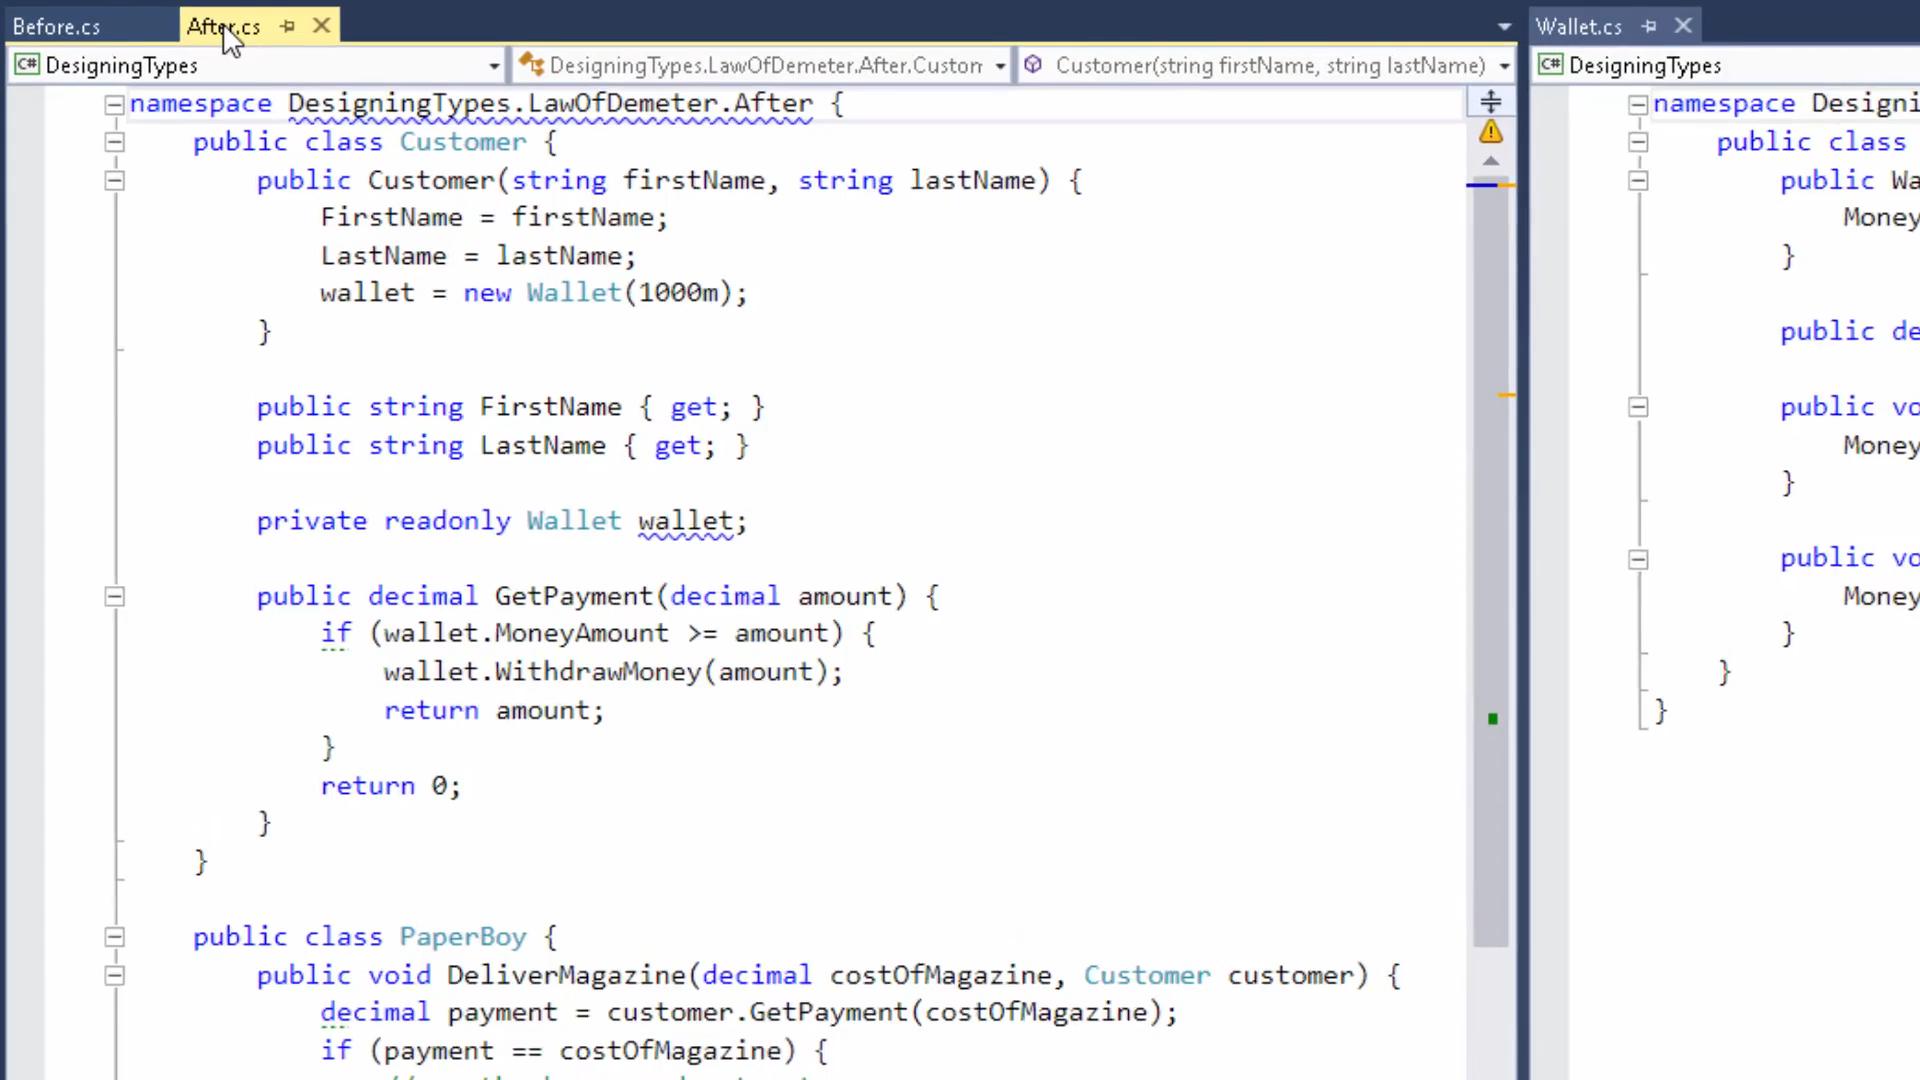 Before.cs After.cs
DesigningTypes DesigningTypes.LawOfDemeter.After.Custon Customer(string firstName, string lastName)
namespace DesigningTypes.LawOfDemeter.After {
public class Customer {
public Customer(string firstName, string lastName) {
FirstName = firstName;
LastName = lastName;
wallet = new Wallet(1000m);
}
public string FirstName { get; }
public string LastName { get; }
private readonly Wallet wallet;
public decimal GetPayment(decimal amount) {
if (wallet.MoneyAmount >= amount) {
wallet.WithdrawMoney(amount);
return amount;
}
return 0;
}
}
public class PaperBoy {
public void DeliverMagazine(decimal costOfMagazine, Customer customer) {
decimal payment = customer.GetPayment(costOfMagazine);
if (payment == costOfMagazine) {
Wallet.cs
C# DesigningTypes
namespace Designi
public class
public Wa
Money
}
public de
public vo
Money
}
public vo
Money
}
}
}